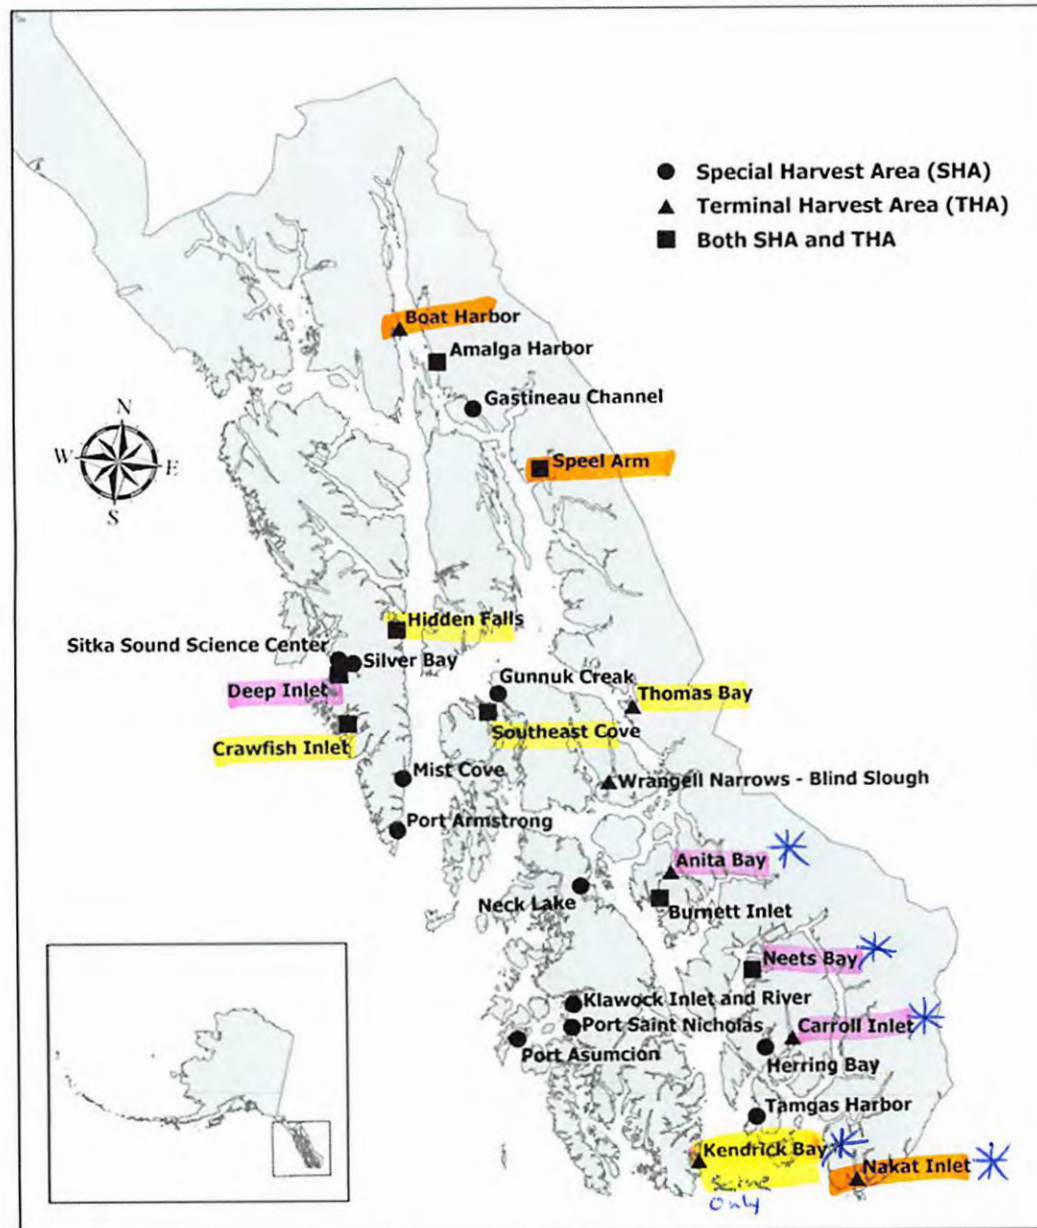 Special Harvest Area (SHA)
Terminal Harvest Area (THA)
Both SHA and THA
Boat Harbor
Amalga Harbor
Gastineau Channel
N
W E
S
Speel Arm
Hidden Falls
Sitka Sound Science Center
Silver Bay
Deep Inlet
Gunnuk Creak
Thomas Bay
Southeast Cove
Crawfish Inlet
Mist Cove
Wrangell Narrows - Blind Slough
Port Armstrong
Anita Bay
Neck Lake
Burnett Inlet
Neets Bay
Klawock Inlet and River
Port Saint Nicholas
Carroll Inlet
Port Asumcion
Herring Bay
Tamgas Harbor
Kendrick Bay
Nakat Inlet
Seine
only